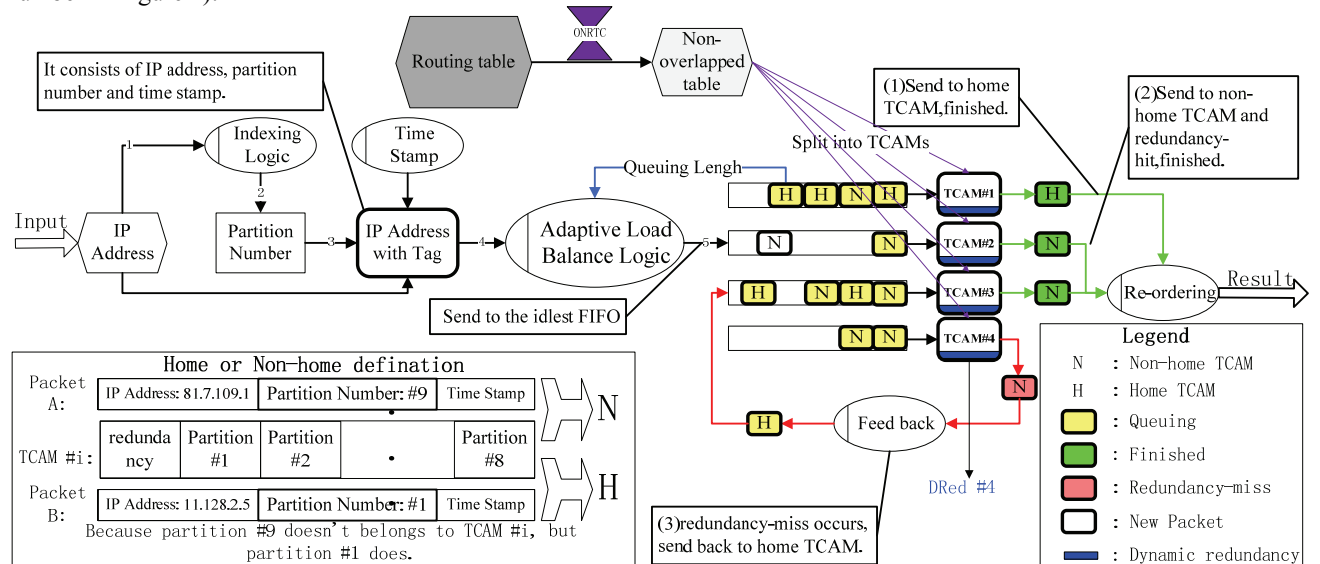 ONRTC
Routing table
Non-
overlapped
table
It consists of IP address, partition
number and time stamp.
(1)Send to home
TCAM,finished.
(2)Send to non-
home TCAM and
redundancy-
hit,finished.
Indexing
Logic
Time
Stamp
Split into TCAMs
Queuing Lengh
1
2
3
4
5
Input
IP
Address
Partition
Number
IP Address
with Tag
Adaptive Load
Balance Logic
Send to the idlest FIFO
H H N H
TCAM#1
H
N N
TCAM#2
N
H N H N
TCAM#3
N
N N
TCAM#4
N
Re-ordering
Result
H
Feed back
DRed #4
(3)redundancy-miss occurs,
send back to home TCAM.
Home or Non-home defination
Packet
A:
IP Address: 81.7.109.1
Partition Number: #9
Time Stamp
N
TCAM #i:
redunda
ncy
Partition
#1
Partition
#2
Partition
#8
H
Packet
B:
IP Address: 11.128.2.5
Partition Number: #1
Time Stamp
Because partition #9 doesn't belongs to TCAM #i, but
partition #1 does.
Legend
N : Non-home TCAM
H : Home TCAM
: Queuing
: Finished
: Redundancy-miss
: New Packet
: Dynamic redundancy